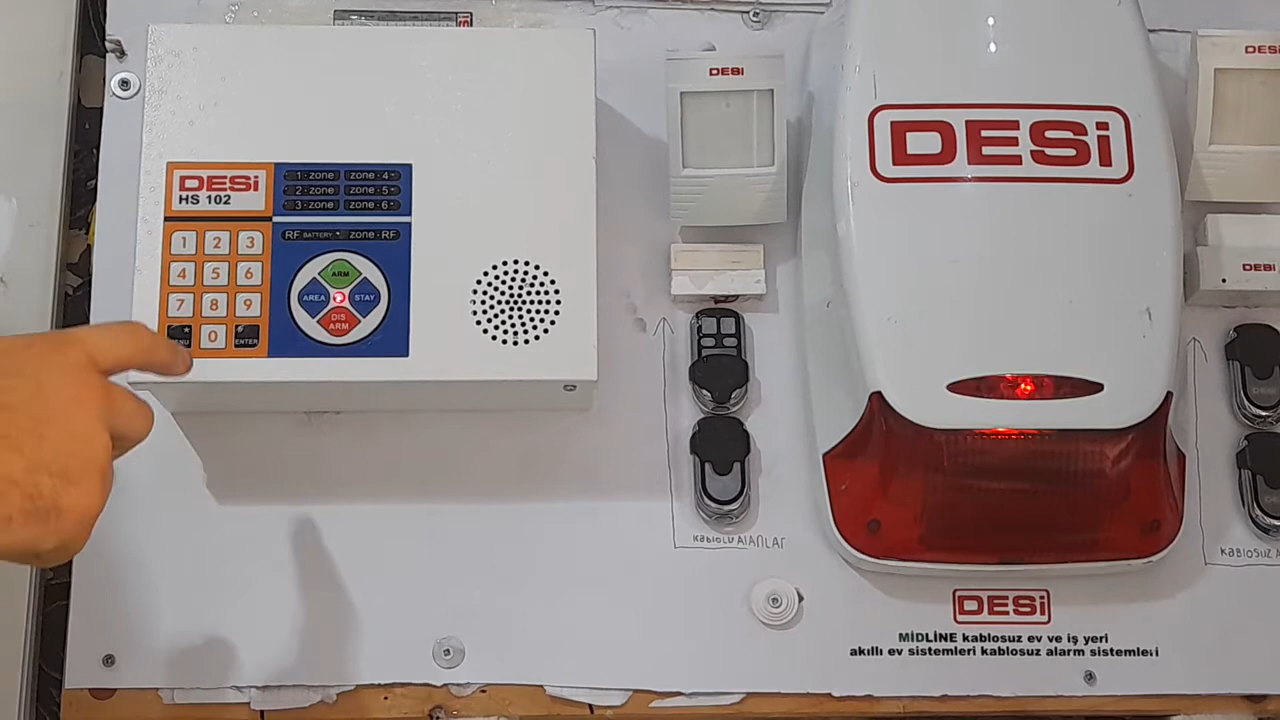 DESi
HS 102
1 - zone zone - 4
2 - zone zone - 5
3 - zone zone - 6
RF BATTERY zone - RF
1 2 3
4 5 6
7 8 9
* 0 ENTER
ARM
AREA STAY
DIS
ARM
DESi
KABLOLU ALANLAR
DESi
DESi
MİDLİNE kablosuz ev ve iş yeri
akıllı ev sistemleri kablosuz alarm sistemleri
DESi
DESi
KABLOSUZ